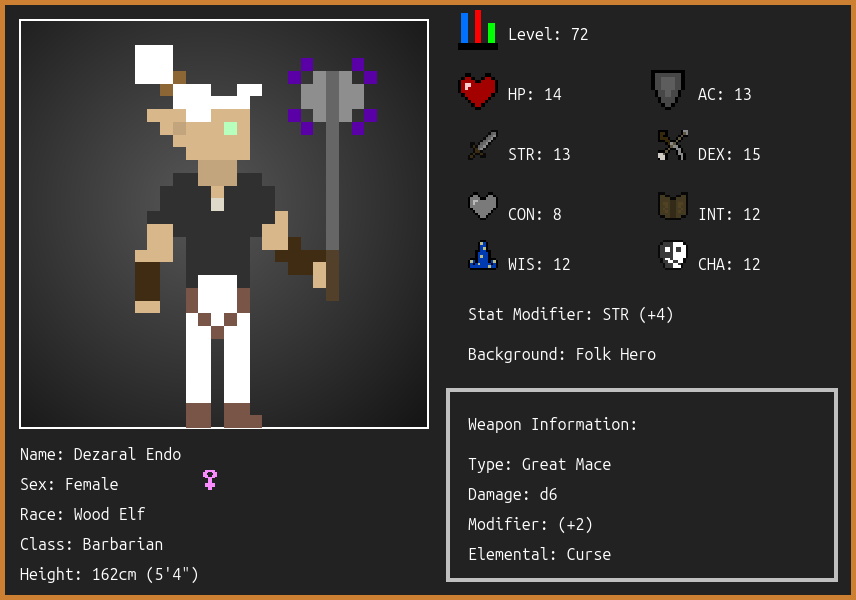 Level: 72
HP: 14
AC: 13
STR: 13
DEX: 15
CON: 8
INT: 12
WIS: 12
CHA: 12
Stat Modifier: STR (+4)
Background: Folk Hero
Name: Dezaral Endo
Sex: Female
Race: Wood Elf
Class: Barbarian
Height: 162cm (5'4")
Weapon Information:
Type: Great Mace
Damage: d6
Modifier: (+2)
Elemental: Curse